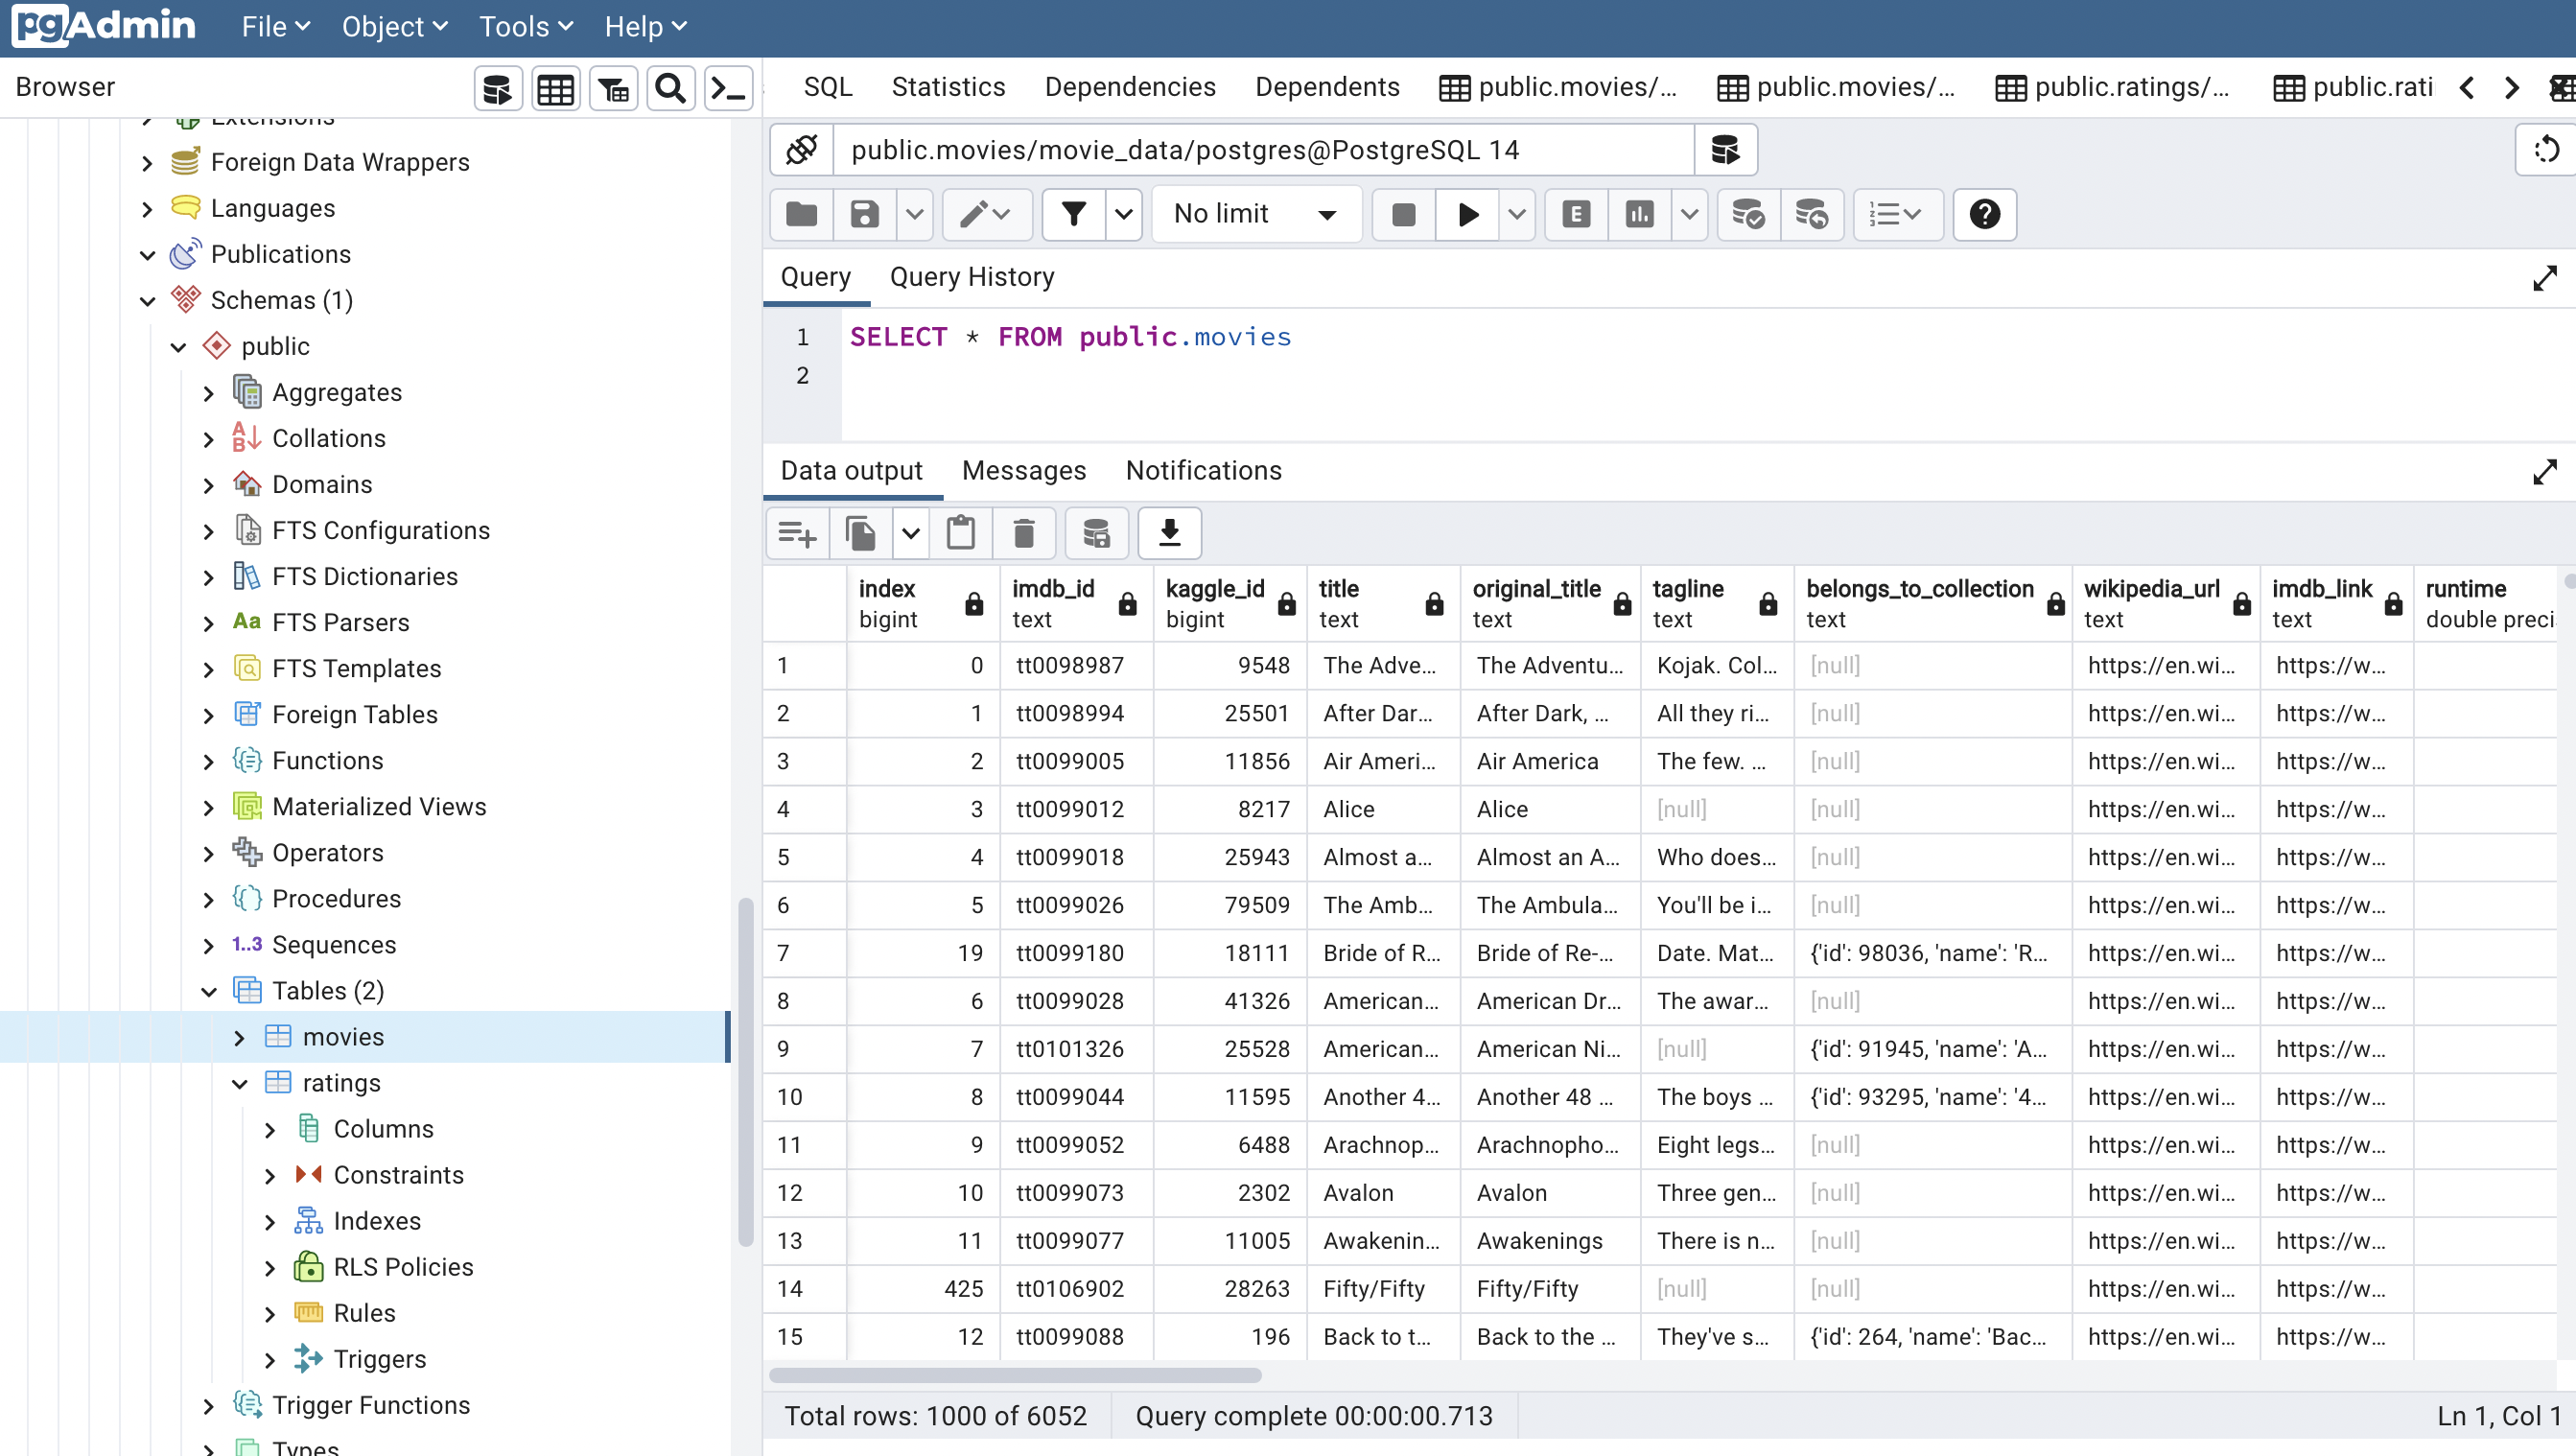 pgAdmin File Object Tools Help
Browser
SQL Statistics Dependencies Dependents public.movies/... public.movies/... public.ratings/... public.rati
Extensions
Foreign Data Wrappers
Languages
Publications
Schemas (1)
public
Aggregates
Collations
Domains
FTS Configurations
FTS Dictionaries
Aa FTS Parsers
FTS Templates
Foreign Tables
Functions
Materialized Views
Operators
Procedures
1..3 Sequences
Tables (2)
movies
ratings
Columns
Constraints
Indexes
RLS Policies
Rules
Triggers
Trigger Functions
Types
public.movies/movie_data/postgres@PostgreSQL 14
No limit E ?
Query Query History
1 SELECT * FROM public.movies
2
Data output Messages Notifications
index imdb_id kaggle_id title original_title tagline belongs_to_collection wikipedia_url imdb_link runtime
bigint text bigint text text text text text text double preci
1 0 tt0098987 9548 The Adve... The Adventu... Kojak. Col... [null] https://en.wi... https://w...
2 1 tt0098994 25501 After Dar... After Dark, ... All they ri... [null] https://en.wi... https://w...
3 2 tt0099005 11856 Air Ameri... Air America The few. ... [null] https://en.wi... https://w...
4 3 tt0099012 8217 Alice Alice [null] [null] https://en.wi... https://w...
5 4 tt0099018 25943 Almost a... Almost an A... Who does... [null] https://en.wi... https://w...
6 5 tt0099026 79509 The Amb... The Ambula... You'll be i... [null] https://en.wi... https://w...
7 19 tt0099180 18111 Bride of R... Bride of Re-... Date. Mat... {'id': 98036, 'name': 'R... https://en.wi... https://w...
8 6 tt0099028 41326 American... American Dr... The awar... [null] https://en.wi... https://w...
9 7 tt0101326 25528 American... American Ni... [null] {'id': 91945, 'name': 'A... https://en.wi... https://w...
10 8 tt0099044 11595 Another 4... Another 48 ... The boys ... {'id': 93295, 'name': '4... https://en.wi... https://w...
11 9 tt0099052 6488 Arachnop... Arachnopho... Eight legs... [null] https://en.wi... https://w...
12 10 tt0099073 2302 Avalon Avalon Three gen... [null] https://en.wi... https://w...
13 11 tt0099077 11005 Awakenin... Awakenings There is n... [null] https://en.wi... https://w...
14 425 tt0106902 28263 Fifty/Fifty Fifty/Fifty [null] [null] https://en.wi... https://w...
15 12 tt0099088 196 Back to t... Back to the ... They've s... {'id': 264, 'name': 'Bac... https://en.wi... https://w...
Total rows: 1000 of 6052 Query complete 00:00:00.713 Ln 1, Col 1